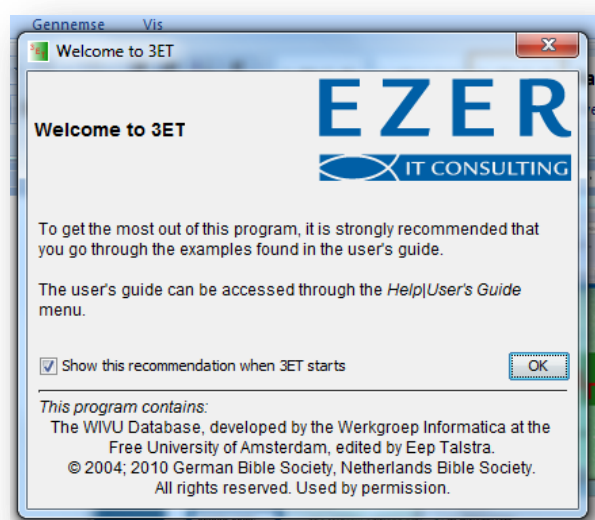 Gennemse Vis
Welcome to 3ET
EZER
Welcome to 3ET
IT CONSULTING
To get the most out of this program, it is strongly recommended that
you go through the examples found in the user's guide.
The user's guide can be accessed through the Help|User's Guide
menu.
Show this recommendation when 3ET starts
OK
This program contains:
The WIVU Database, developed by the Werkgroep Informatica at the
Free University of Amsterdam, edited by Eep Talstra.
© 2004; 2010 German Bible Society, Netherlands Bible Society.
All rights reserved. Used by permission.